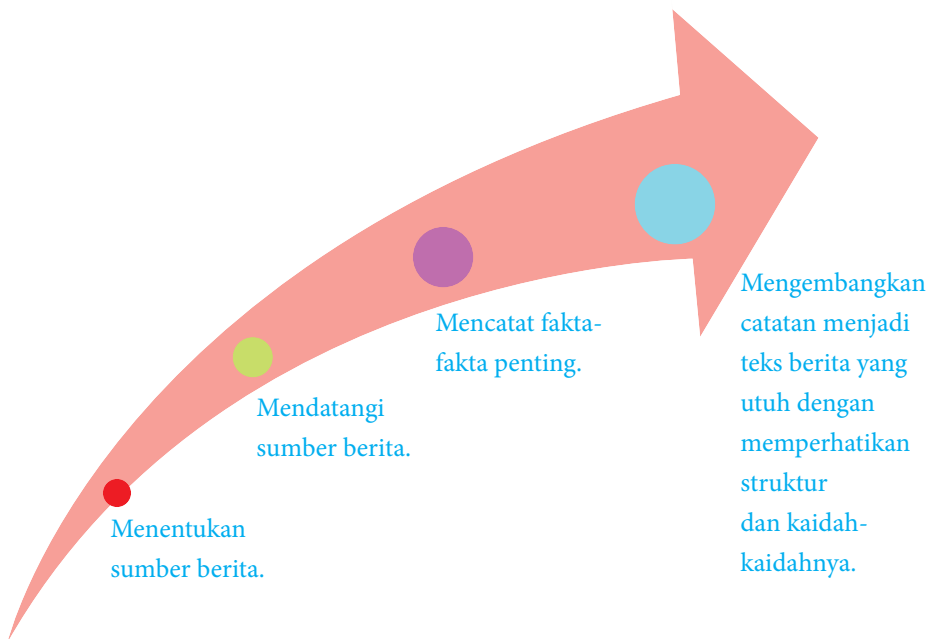 Menentukan
sumber berita.
Mendatangi
sumber berita.
Mencatat fakta-
fakta penting.
Mengembangkan
catatan menjadi
teks berita yang
utuh dengan
memperhatikan
struktur
dan kaidah-
kaidahnya.